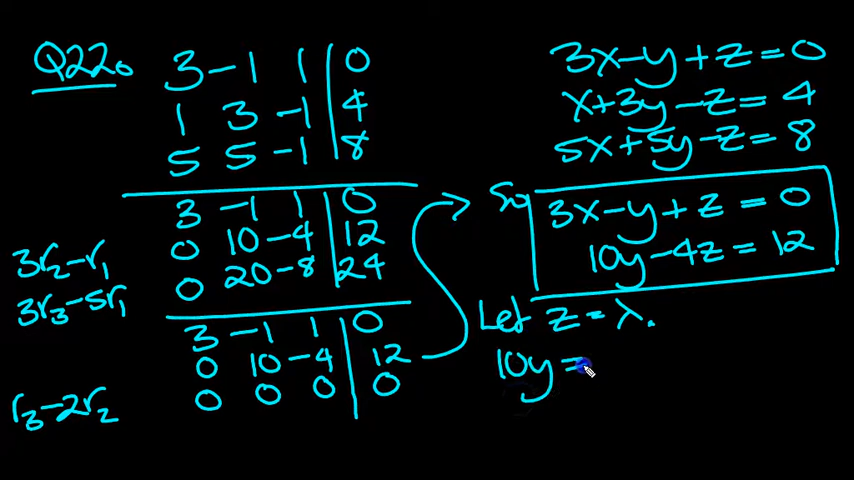 Q22.
3 -1 1 | 0
1 3 -1 | 4
5 5 -1 | 8
3 -1 1 | 0
3r₂-r₁ 0 10 -4 | 12
3r₃-5r₁ 0 20 -8 | 24
3 -1 1 | 0
0 10 -4 | 12
r₃-2r₂ 0 0 0 | 0
3x-y+z=0
x+3y-z=4
5x+5y-z=8
So, 3x-y+z=0
10y-4z=12
Let z=λ.
10y=